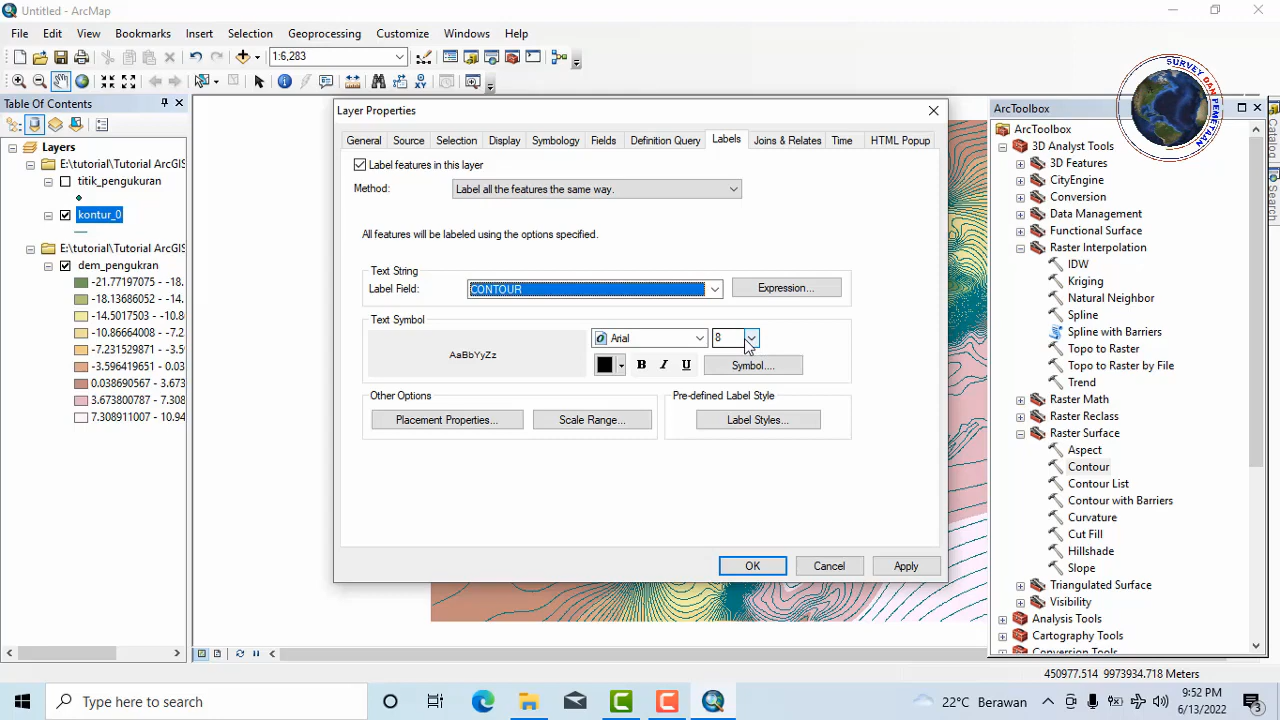 Untitled - ArcMap
File Edit View Bookmarks Insert Selection Geoprocessing Customize Windows Help
1:6,283
SURVEY DAN PEMETAAN
Table Of Contents
Layers
E:\tutorial\Tutorial ArcGIS
titik_pengukuran
kontur_0
E:\tutorial\Tutorial ArcGIS
dem_pengukran
-21.77197075 - -18.
-18.13686052 - -14.
-14.5017503 - -10.8
-10.86664008 - -7.2
-7.231529871 - -3.5
-3.596419651 - 0.03
0.038690567 - 3.67
3.673800787 - 7.30
7.308911007 - 10.94
Layer Properties
General Source Selection Display Symbology Fields Definition Query Labels Joins & Relates Time HTML Popup
Label features in this layer
Method: Label all the features the same way.
All features will be labeled using the options specified.
Text String
Label Field: CONTOUR Expression...
Text Symbol
AaBbYyZz
Arial 8
B I U Symbol....
Other Options
Placement Properties... Scale Range...
Pre-defined Label Style
Label Styles...
OK Cancel Apply
ArcToolbox
ArcToolbox
3D Analyst Tools
3D Features
CityEngine
Conversion
Data Management
Functional Surface
Raster Interpolation
IDW
Kriging
Natural Neighbor
Spline
Spline with Barriers
Topo to Raster
Topo to Raster by File
Trend
Raster Math
Raster Reclass
Raster Surface
Aspect
Contour
Contour List
Contour with Barriers
Curvature
Cut Fill
Hillshade
Slope
Triangulated Surface
Visibility
Analysis Tools
Cartography Tools
Conversion Tools
Catalog
Search
450977.514 9973934.718 Meters
Type here to search
22°C Berawan
9:52 PM
6/13/2022
3